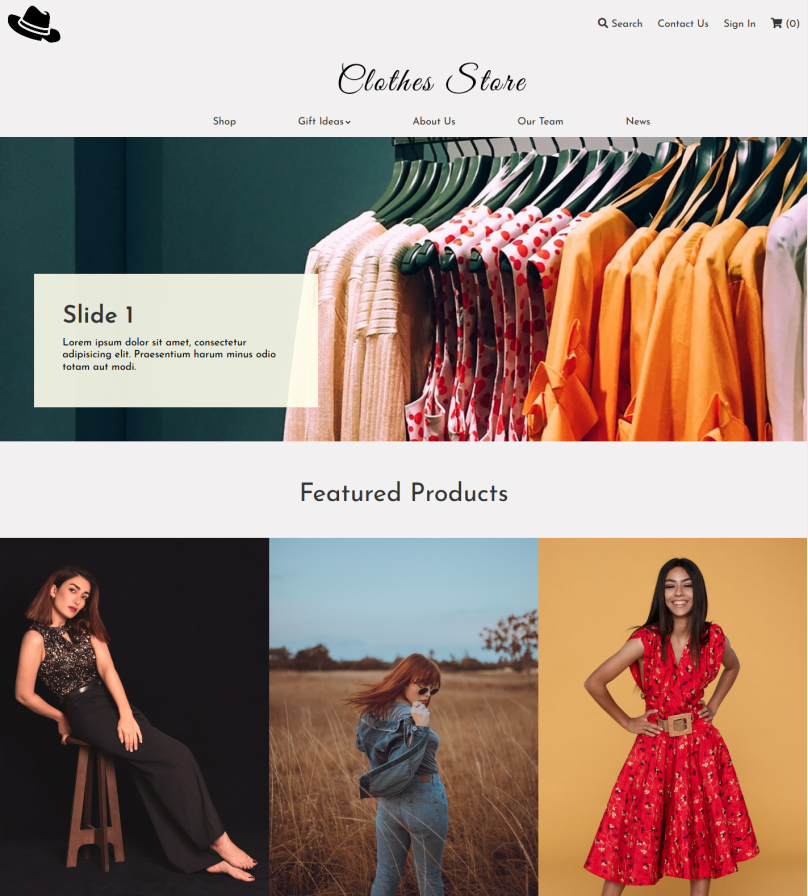 Search Contact Us Sign In (0)
Clothes Store
Shop Gift Ideas About Us Our Team News
Slide 1
Lorem ipsum dolor sit amet, consectetur
adipisicing elit. Praesentium harum minus odio
totam aut modi.
Featured Products